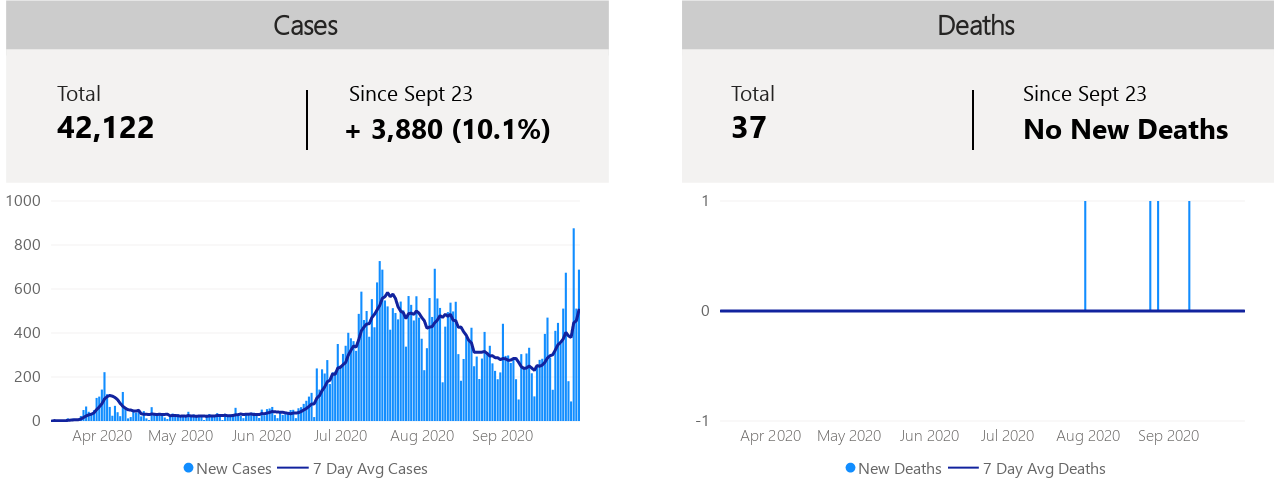 Cases
Total
42,122
Since Sept 23
+ 3,880 (10.1%)
1000
800
600
400
200
0
Apr 2020 May 2020 Jun 2020 Jul 2020 Aug 2020 Sep 2020
New Cases 7 Day Avg Cases
Deaths
Total
37
Since Sept 23
No New Deaths
1
0
-1
Apr 2020 May 2020 Jun 2020 Jul 2020 Aug 2020 Sep 2020
New Deaths 7 Day Avg Deaths